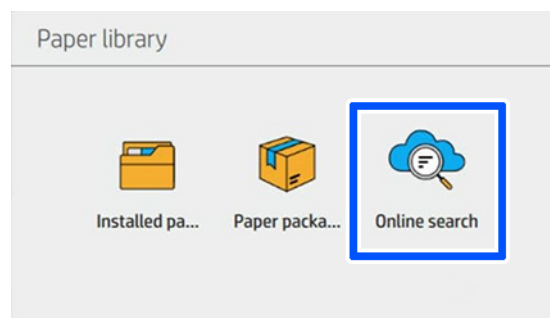 Paper library
Installed pa...
Paper packa...
Online search